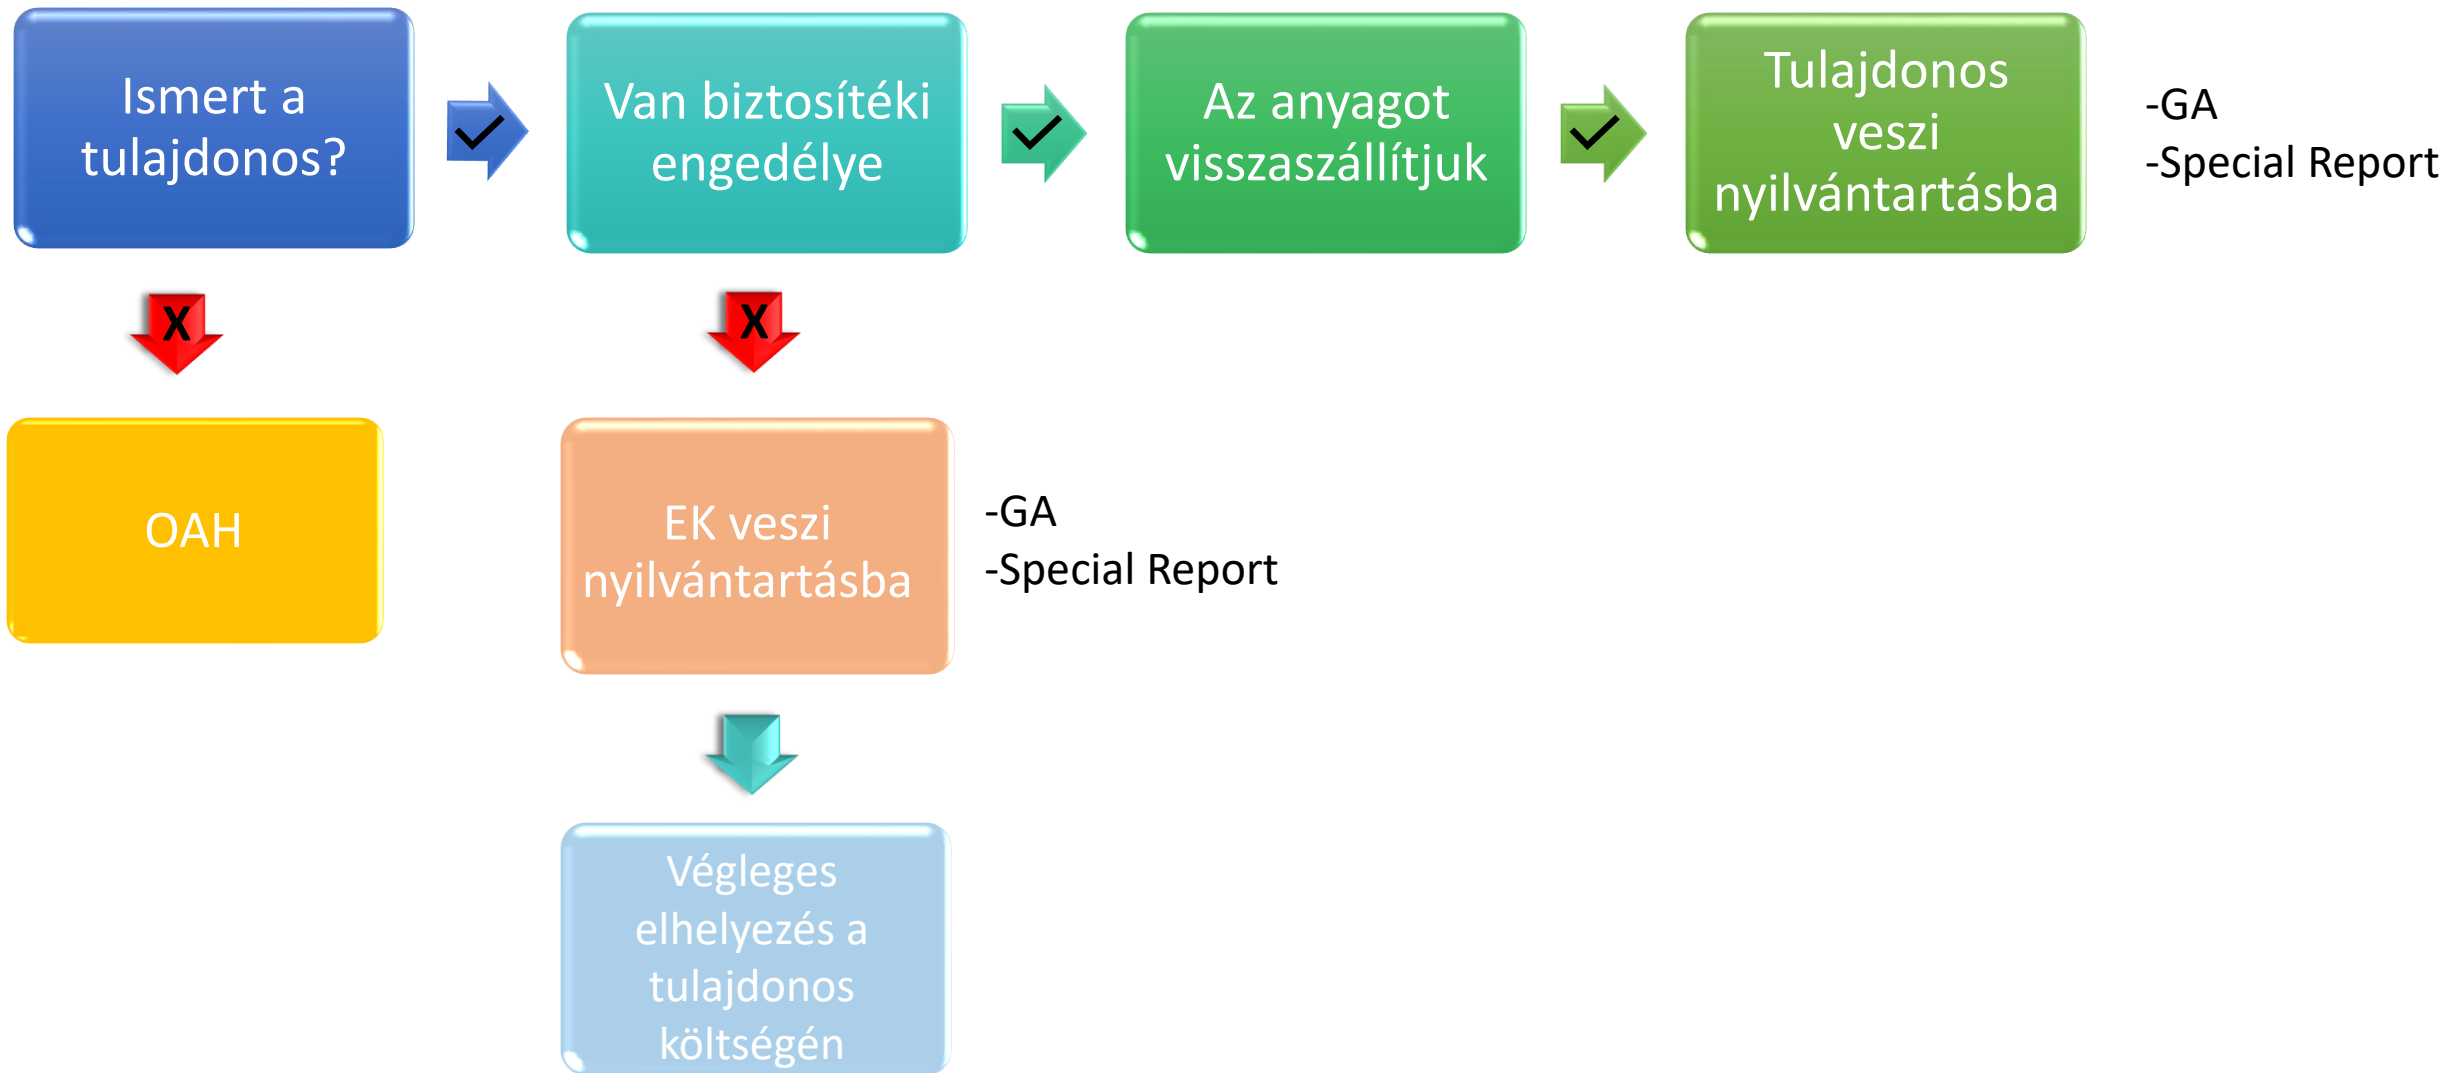 Ismert a
tulajdonos?
Van biztosítéki
engedélye
Az anyagot
visszaszállítjuk
Tulajdonos
veszi
nyilvántartásba
-GA
-Special Report
X
X
OAH
EK veszi
nyilvántartásba
-GA
-Special Report
Végleges
elhelyezés a
tulajdonos
költségén